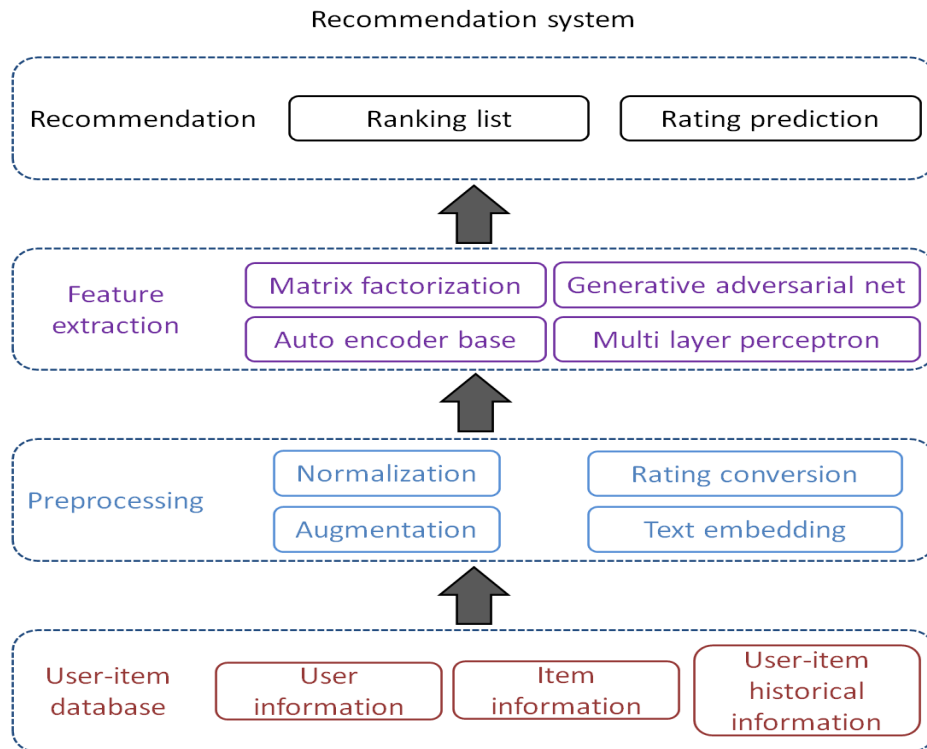 Recommendation system
Recommendation
Ranking list
Rating prediction
Feature
extraction
Matrix factorization
Generative adversarial net
Auto encoder base
Multi layer perceptron
Preprocessing
Normalization
Rating conversion
Augmentation
Text embedding
User-item
database
User
information
Item
information
User-item
historical
information